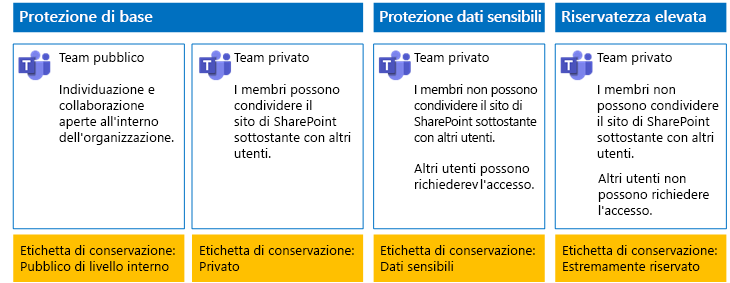 Protezione di base
Protezione dati sensibili
Riservatezza elevata
Team pubblico
Individuazione e
collaborazione
aperte all'interno
dell'organizzazione.
Team privato
I membri possono
condividere il
sito di SharePoint
sottostante con altri
utenti.
Team privato
I membri non possono
condividere il sito di
SharePoint sottostante
con altri utenti.
Altri utenti possono
richiederev l'accesso.
Team privato
I membri non
possono condividere
il sito di SharePoint
sottostante con altri
utenti.
Altri utenti non
possono richiedere
l'accesso.
Etichetta di conservazione:
Pubblico di livello interno
Etichetta di conservazione:
Privato
Etichetta di conservazione:
Dati sensibili
Etichetta di conservazione:
Estremamente riservato